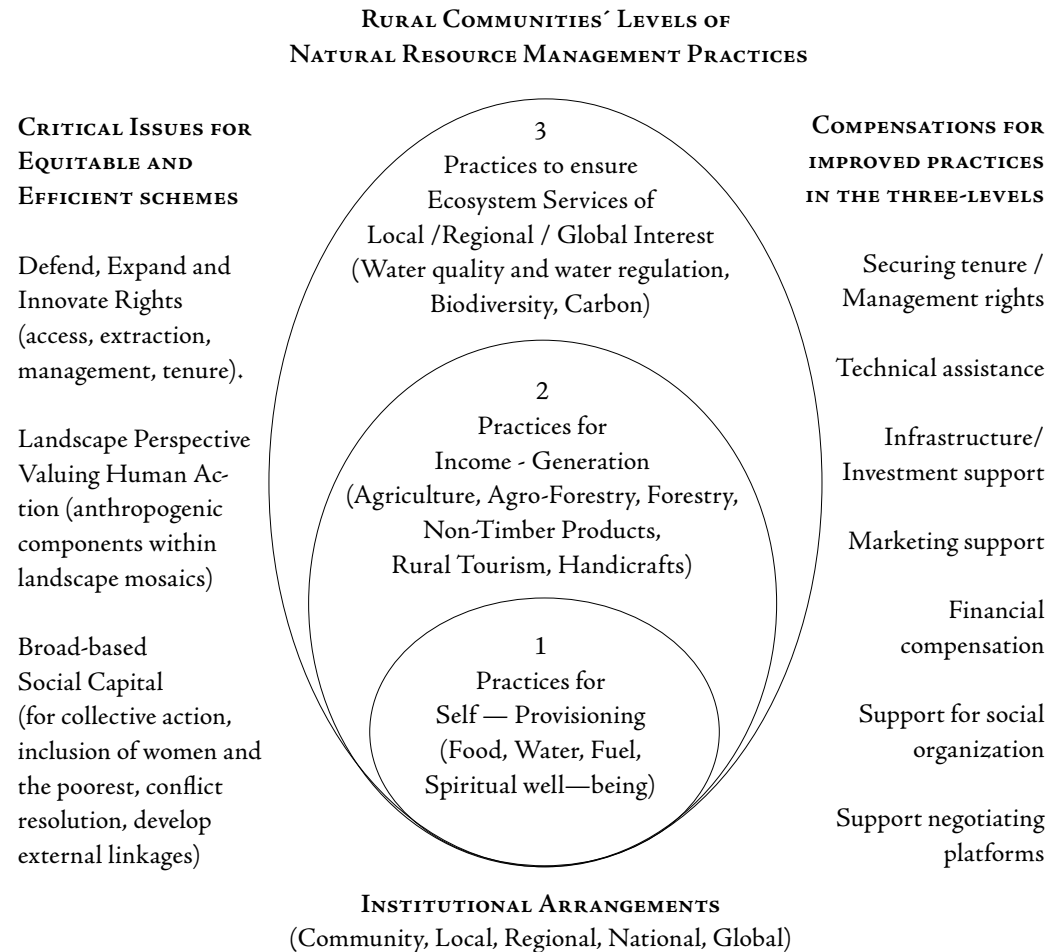 Rural Communities´ Levels of
Natural Resource Management Practices
Critical Issues for
Equitable and
Efficient schemes
Defend, Expand and
Innovate Rights
(access, extraction,
management, tenure).
Landscape Perspective
Valuing Human Ac-
tion (anthropogenic
components within
landscape mosaics)
Broad-based
Social Capital
(for collective action,
inclusion of women and
the poorest, conflict
resolution, develop
external linkages)
3
Practices to ensure
Ecosystem Services of
Local /Regional / Global Interest
(Water quality and water regulation,
Biodiversity, Carbon)
2
Practices for
Income - Generation
(Agriculture, Agro-Forestry, Forestry,
Non-Timber Products,
Rural Tourism, Handicrafts)
1
Practices for
Self — Provisioning
(Food, Water, Fuel,
Spiritual well—being)
Compensations for
improved practices
in the three-levels
Securing tenure /
Management rights
Technical assistance
Infrastructure/
Investment support
Marketing support
Financial
compensation
Support for social
organization
Support negotiating
platforms
Institutional Arrangements
(Community, Local, Regional, National, Global)